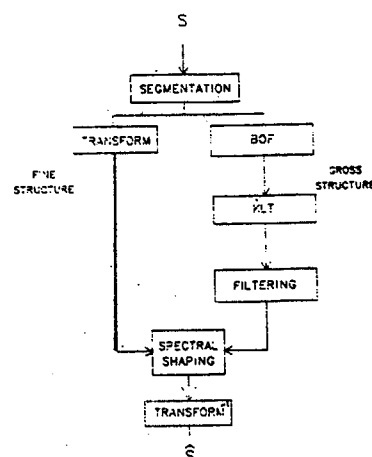 S
SEGMENTATION
TRANSFORM
BOF
FINE
STRUCTURE
GROSS
STRUCTURE
KLT
FILTERING
SPECTRAL
SHAPING
TRANSFORM
Ŝ